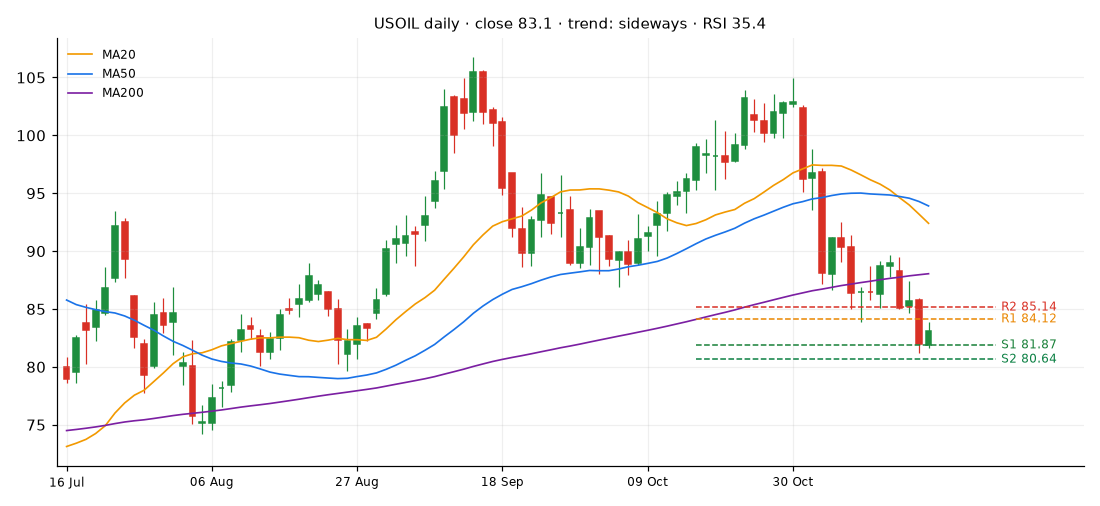 USOIL daily · close 83.1 · trend: sideways · RSI 35.4
MA20
MA50
MA200
105
100
95
90
85
80
75
R2 85.14
R1 84.12
S1 81.87
S2 80.64
16 Jul
06 Aug
27 Aug
18 Sep
09 Oct
30 Oct